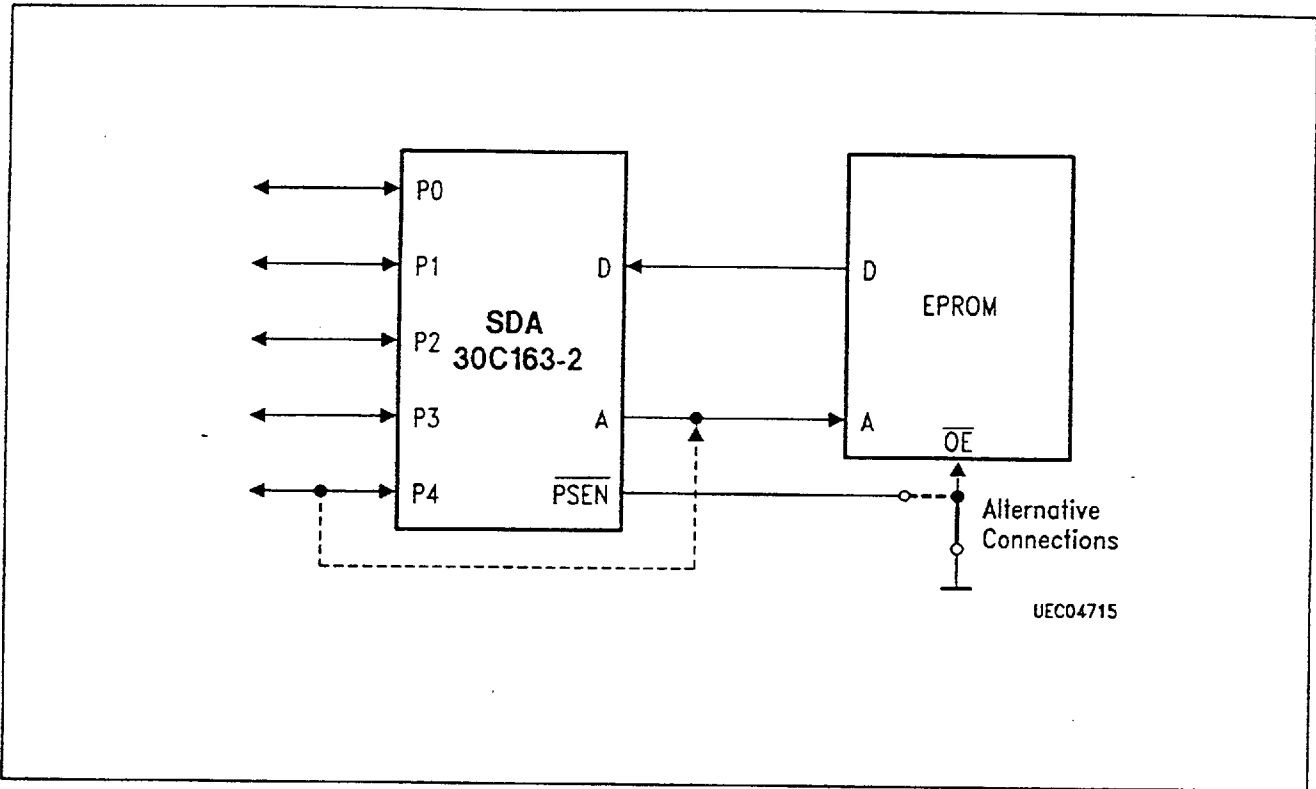 P0
P1
P2
P3
P4
SDA
30C163-2
D
A
PSEN
D
EPROM
A
OE
Alternative
Connections
UEC04715